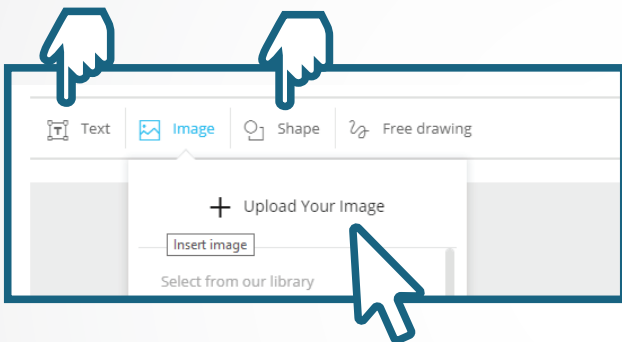 Text Image Shape Free drawing
Upload Your Image
Insert image
Select from our library